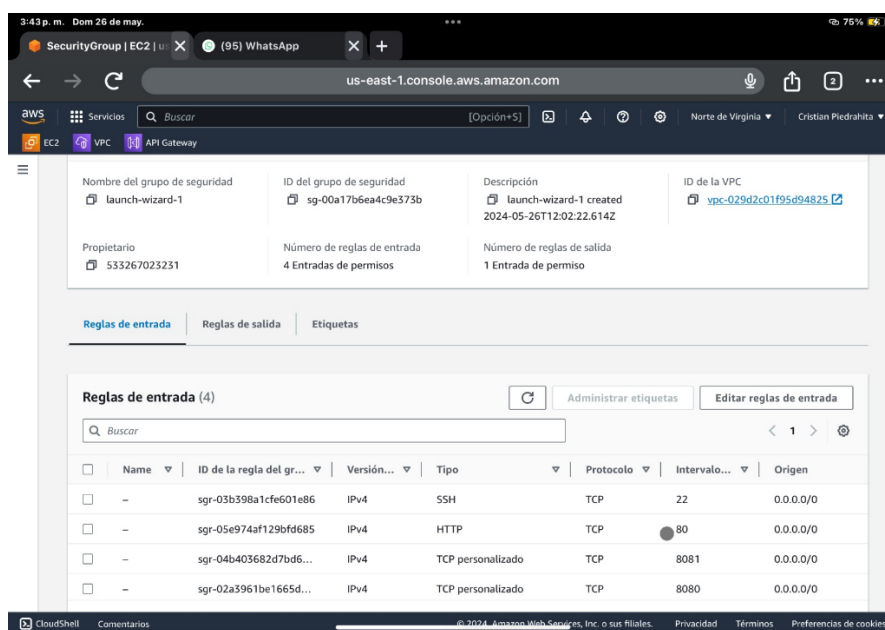 3:43 p. m. Dom 26 de may.
75%
SecurityGroup | EC2 | us
(95) WhatsApp
us-east-1.console.aws.amazon.com
2
aws
Servicios
Buscar
[Opción+S]
Norte de Virginia
Cristian Piedrahita
EC2
VPC
API Gateway
Nombre del grupo de seguridad
launch-wizard-1
ID del grupo de seguridad
sg-00a17b6ea4c9e373b
Descripción
launch-wizard-1 created
2024-05-26T12:02:22.614Z
ID de la VPC
vpc-029d2c01f95d94825
Propietario
533267023231
Número de reglas de entrada
4 Entradas de permisos
Número de reglas de salida
1 Entrada de permiso
Reglas de entrada
Reglas de salida
Etiquetas
Reglas de entrada (4)
Administrar etiquetas
Editar reglas de entrada
Buscar
1
Name ID de la regla del gr... Versión... Tipo Protocolo Intervalo... Origen
– sgr-03b398a1cfe601e86 IPv4 SSH TCP 22 0.0.0.0/0
– sgr-05e974af129bfd685 IPv4 HTTP TCP 80 0.0.0.0/0
– sgr-04b403682d7bd6... IPv4 TCP personalizado TCP 8081 0.0.0.0/0
– sgr-02a3961be1665d... IPv4 TCP personalizado TCP 8080 0.0.0.0/0
CloudShell
Comentarios
© 2024, Amazon Web Services, Inc. o sus filiales.
Privacidad
Términos
Preferencias de cookies